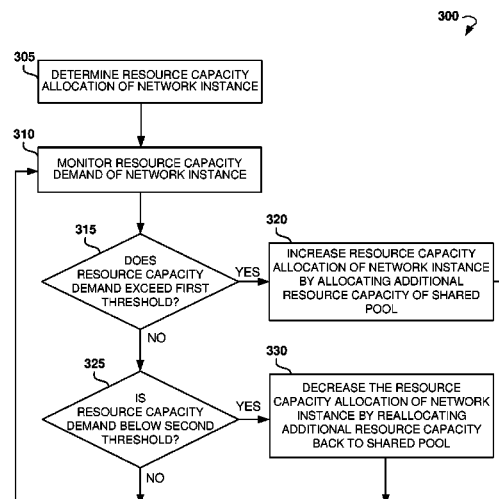 300
305
DETERMINE RESOURCE CAPACITY
ALLOCATION OF NETWORK INSTANCE
310
MONITOR RESOURCE CAPACITY
DEMAND OF NETWORK INSTANCE
315
DOES
RESOURCE CAPACITY
DEMAND EXCEED FIRST
THRESHOLD?
YES
320
INCREASE RESOURCE CAPACITY
ALLOCATION OF NETWORK INSTANCE
BY ALLOCATING ADDITIONAL
RESOURCE CAPACITY OF SHARED
POOL
NO
325
IS
RESOURCE CAPACITY
DEMAND BELOW SECOND
THRESHOLD?
YES
330
DECREASE THE RESOURCE
CAPACITY ALLOCATION OF NETWORK
INSTANCE BY REALLOCATING
ADDITIONAL RESOURCE CAPACITY
BACK TO SHARED POOL
NO